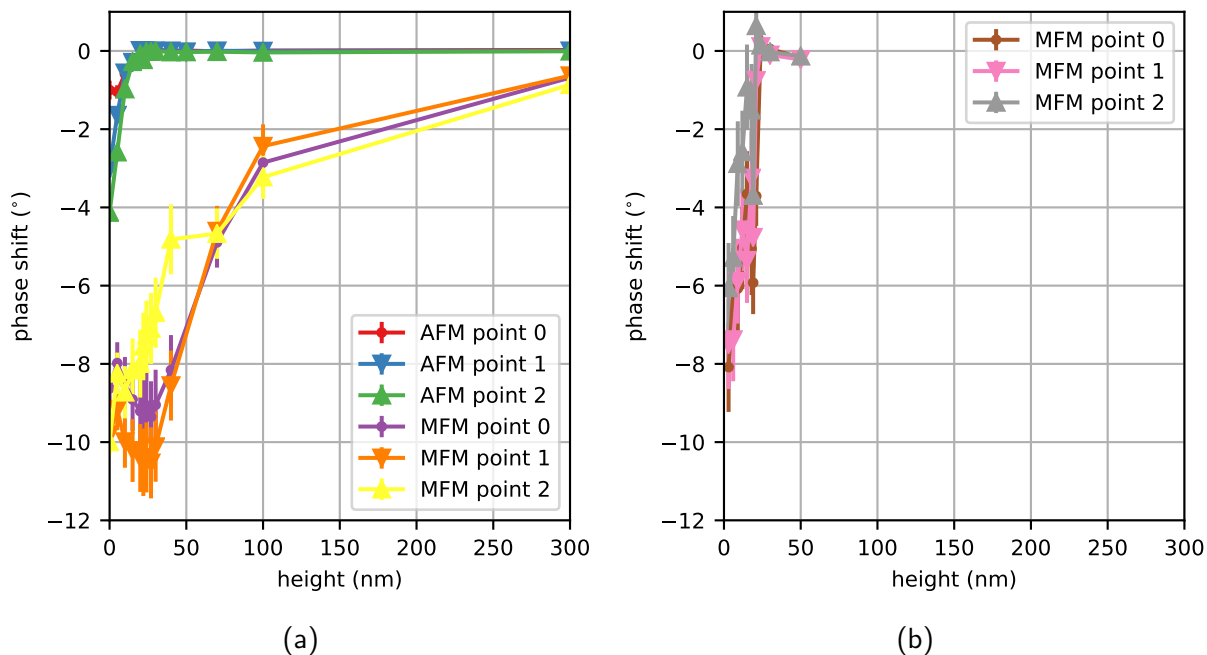 0
−2
−4
−6
−8
−10
−12
phase shift (°)
0 50 100 150 200 250 300
height (nm)
AFM point 0
AFM point 1
AFM point 2
MFM point 0
MFM point 1
MFM point 2
(a)
0
−2
−4
−6
−8
−10
−12
phase shift (°)
0 50 100 150 200 250 300
height (nm)
MFM point 0
MFM point 1
MFM point 2
(b)